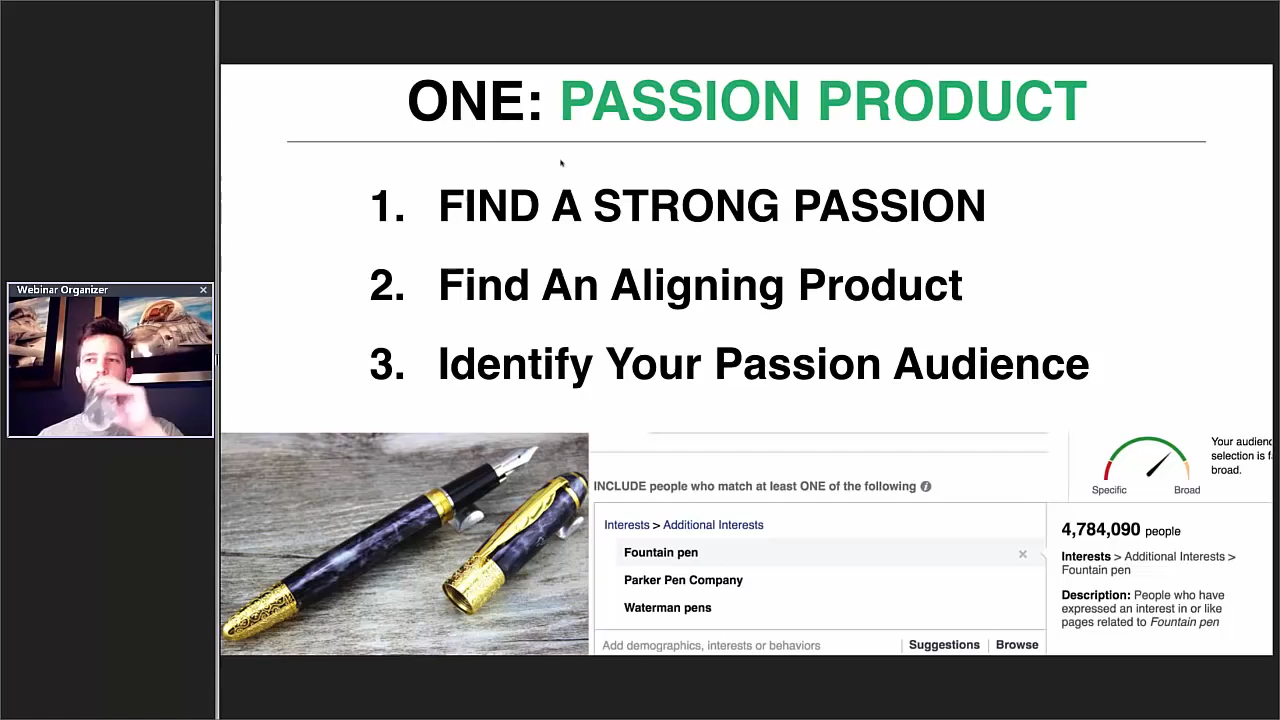 ONE: PASSION PRODUCT
1. FIND A STRONG PASSION
2. Find An Aligning Product
3. Identify Your Passion Audience
Webinar Organizer
INCLUDE people who match at least ONE of the following
Interests > Additional Interests
Fountain pen
Parker Pen Company
Waterman pens
Add demographics, interests or behaviors
Suggestions
Browse
Specific
Broad
Your audienc
selection is fa
broad.
4,784,090 people
Interests > Additional Interests >
Fountain pen
Description: People who have
expressed an interest in or like
pages related to Fountain pen